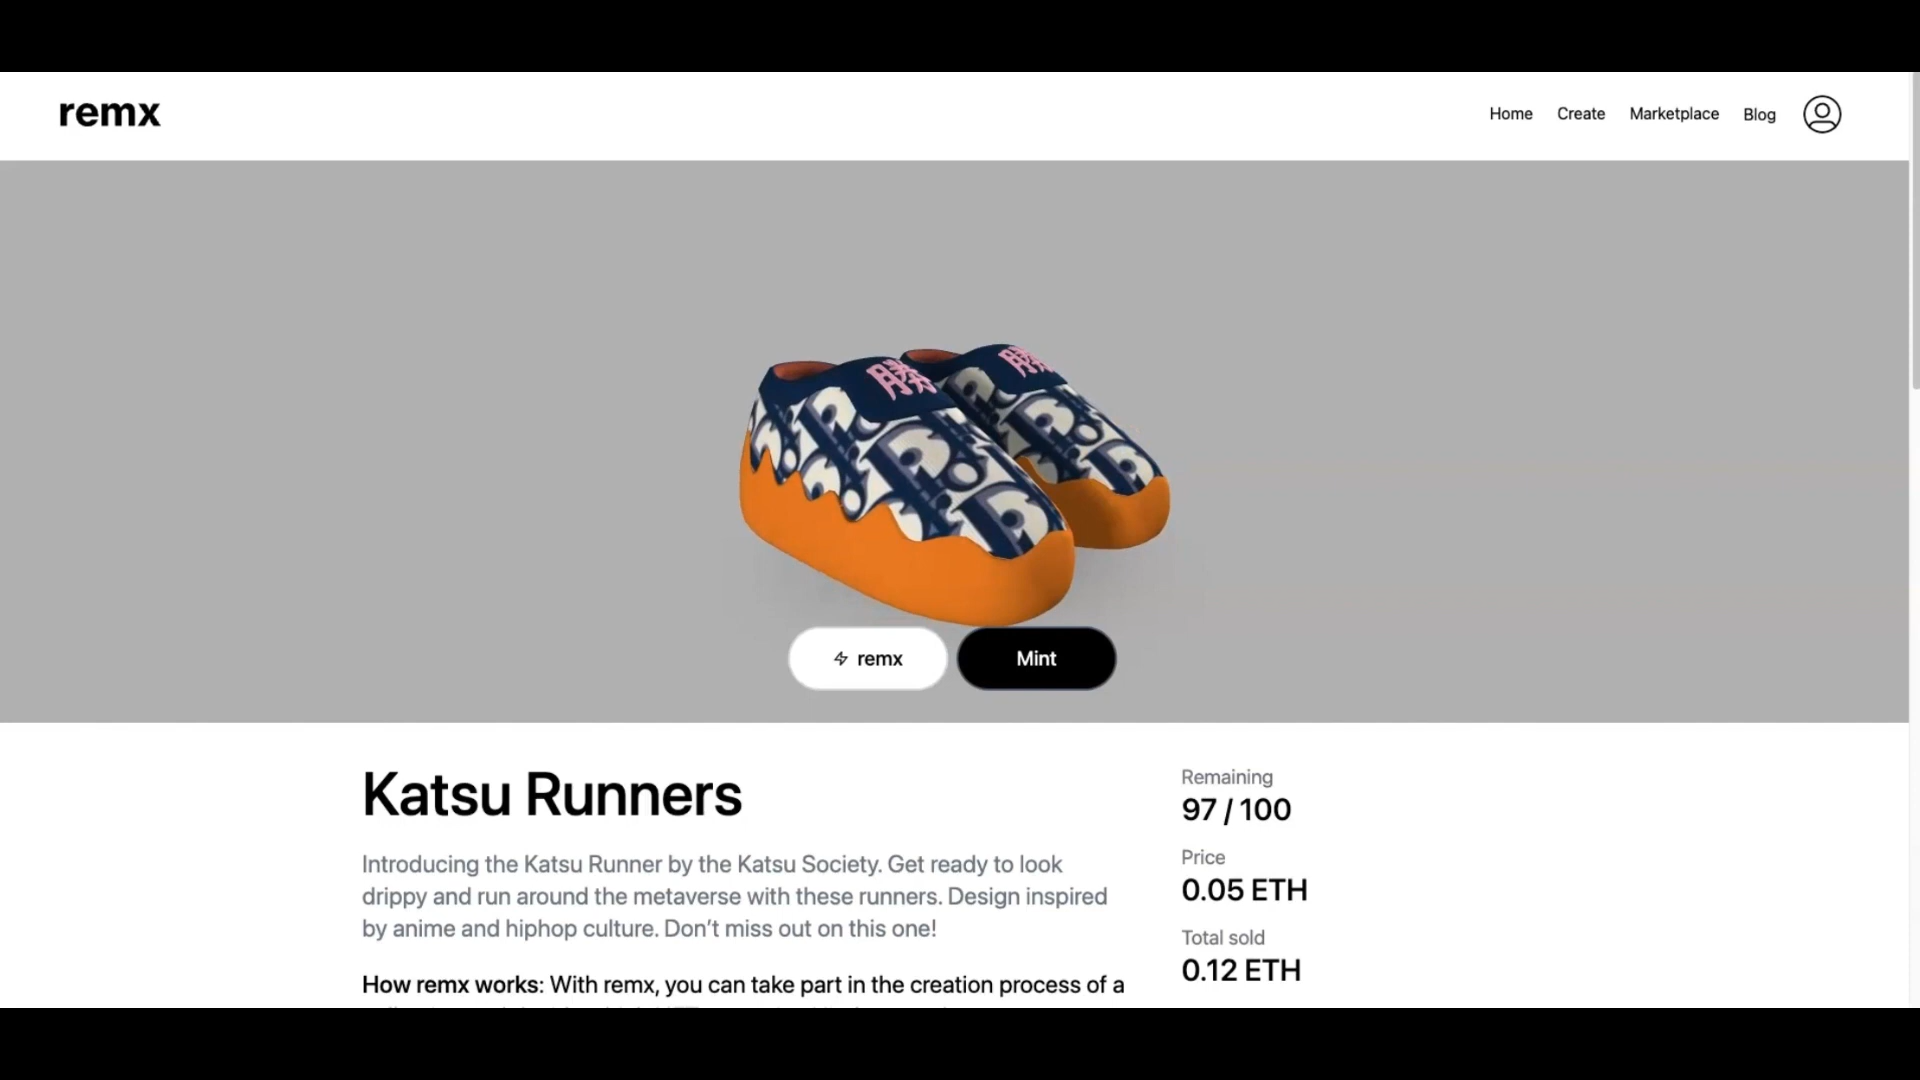 remx
Home Create Marketplace Blog
勝
remx Mint
Katsu Runners
Introducing the Katsu Runner by the Katsu Society. Get ready to look
drippy and run around the metaverse with these runners. Design inspired
by anime and hiphop culture. Don’t miss out on this one!
How remx works: With remx, you can take part in the creation process of a
Remaining
97 / 100
Price
0.05 ETH
Total sold
0.12 ETH